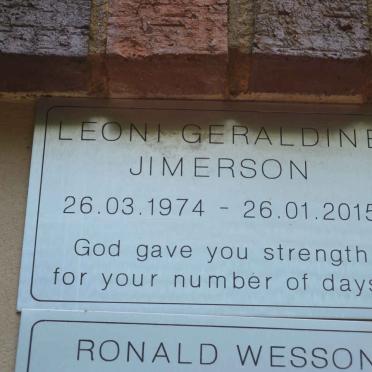 LEONI GERALDINE
JIMERSON
26.03.1974 - 26.01.2015
God gave you strength
for your number of days
RONALD WESSON